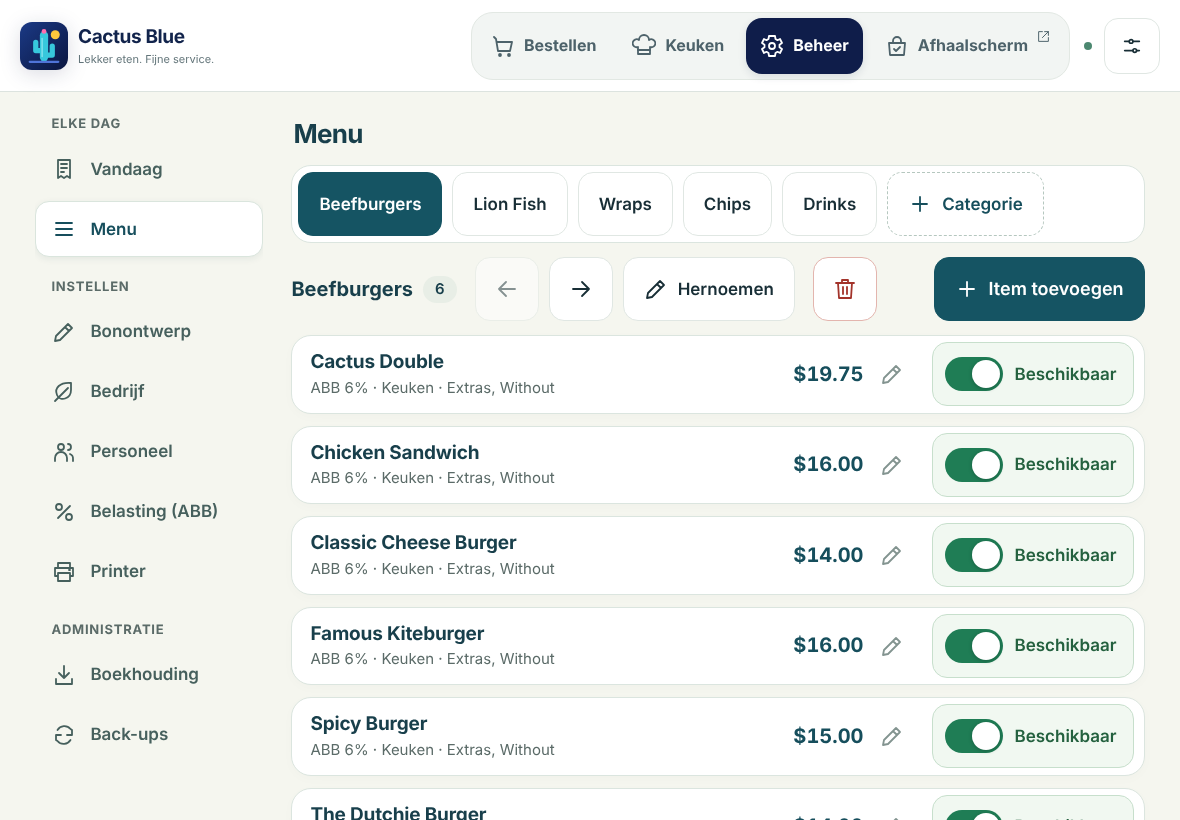 Cactus Blue
Lekker eten. Fijne service.
Bestellen
Keuken
Beheer
Afhaalscherm
ELKE DAG
Vandaag
Menu
INSTELLEN
Bonontwerp
Bedrijf
Personeel
Belasting (ABB)
Printer
ADMINISTRATIE
Boekhouding
Back-ups
Menu
Beefburgers
Lion Fish
Wraps
Chips
Drinks
Categorie
Beefburgers 6
Hernoemen
Item toevoegen
Cactus Double
ABB 6% · Keuken · Extras, Without
$19.75
Beschikbaar
Chicken Sandwich
ABB 6% · Keuken · Extras, Without
$16.00
Beschikbaar
Classic Cheese Burger
ABB 6% · Keuken · Extras, Without
$14.00
Beschikbaar
Famous Kiteburger
ABB 6% · Keuken · Extras, Without
$16.00
Beschikbaar
Spicy Burger
ABB 6% · Keuken · Extras, Without
$15.00
Beschikbaar
The Dutchie Burger